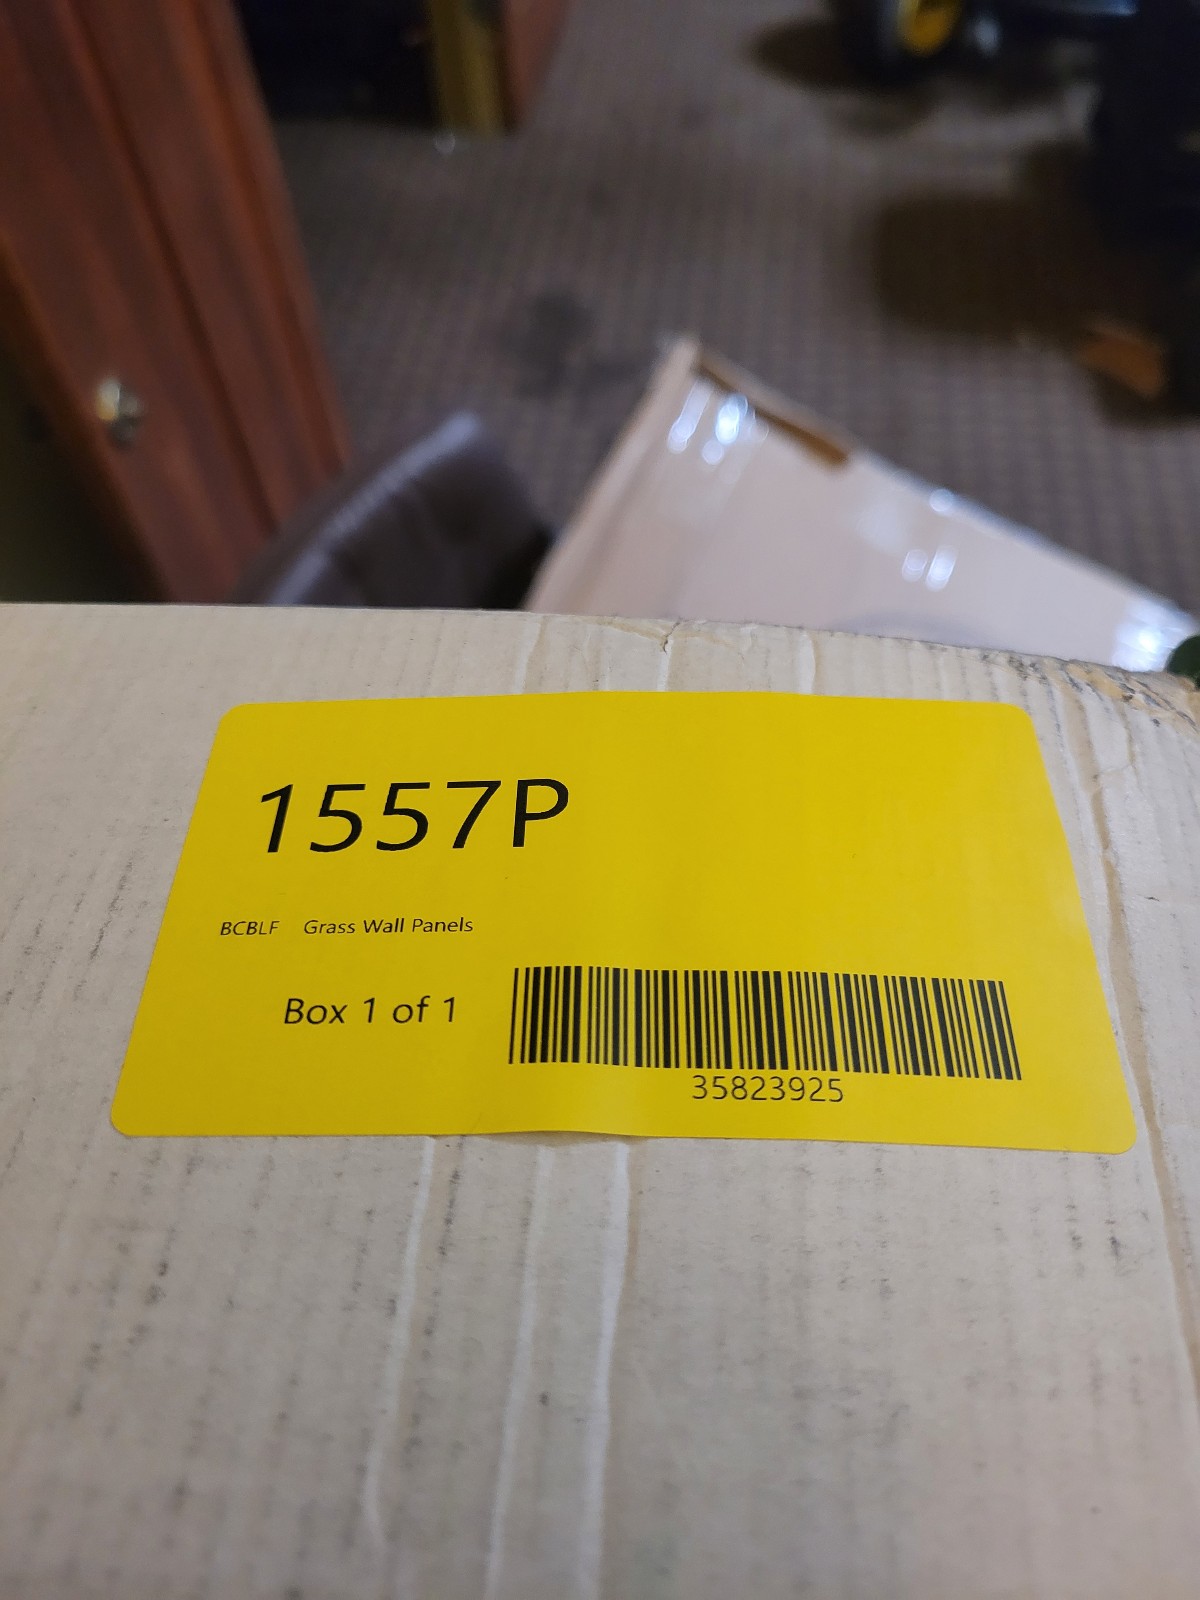 1557P
BCBLF Grass Wall Panels
Box 1 of 1
35823925